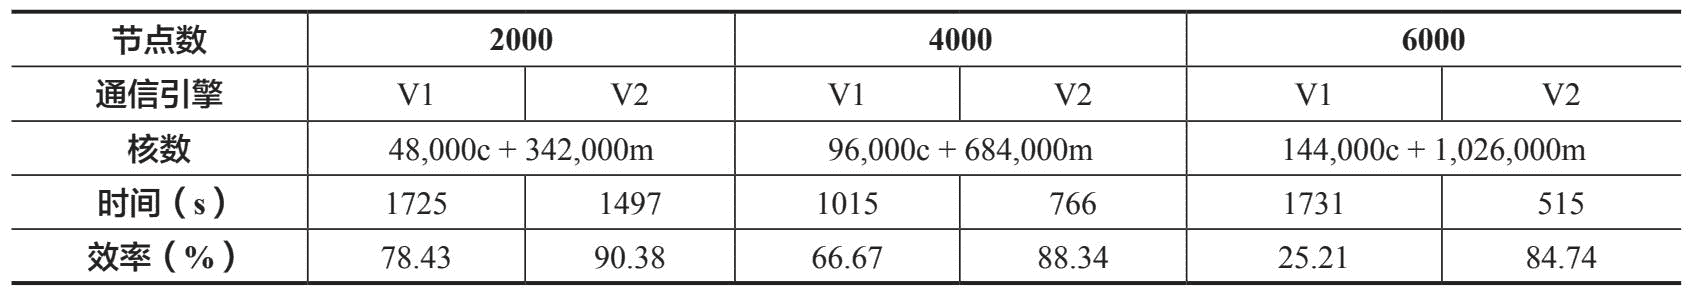 节点数 2000 4000 6000
通信引擎 V1 V2 V1 V2 V1 V2
核数 48,000c + 342,000m 96,000c + 684,000m 144,000c + 1,026,000m
时间（s） 1725 1497 1015 766 1731 515
效率（%） 78.43 90.38 66.67 88.34 25.21 84.74